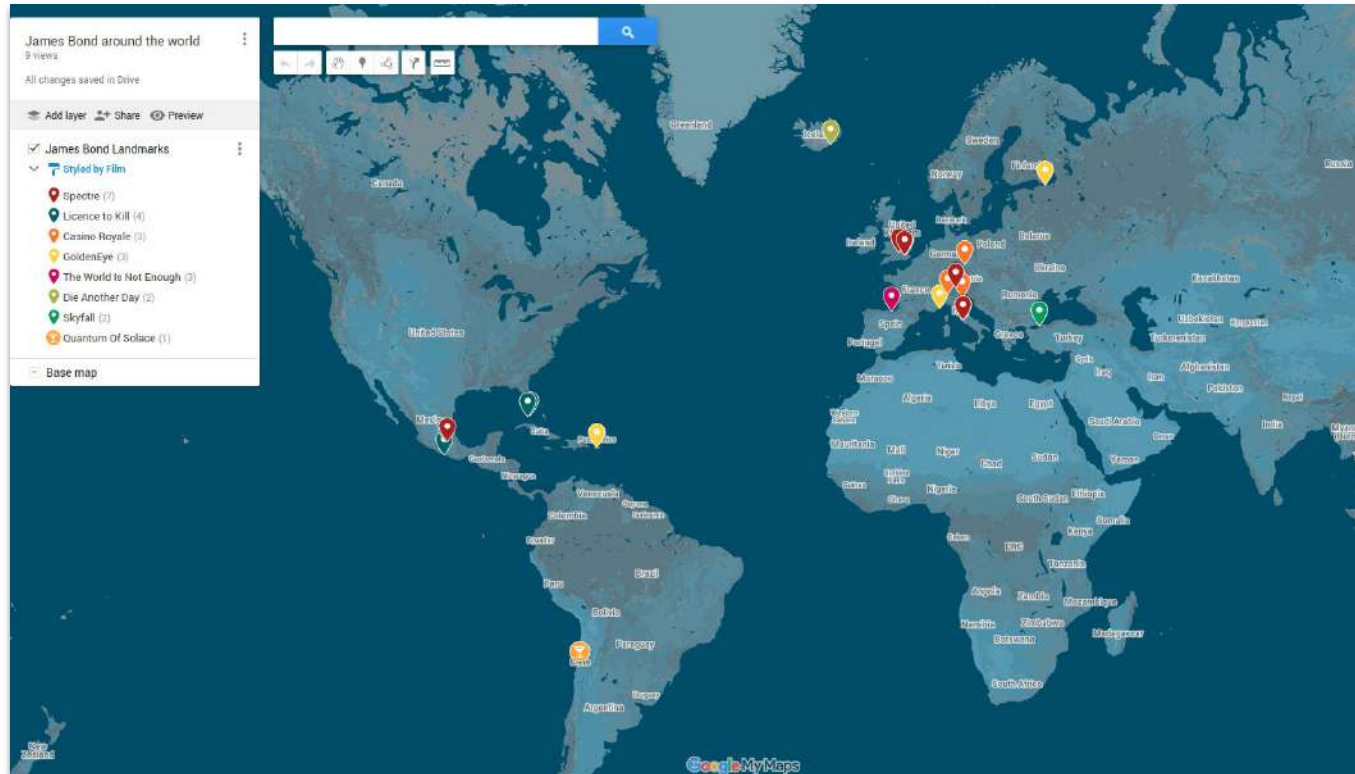 James Bond around the world
9 views
All changes saved in Drive
Add layer Share Preview
James Bond Landmarks
Styled by Film
Spectre (7)
Licence to Kill (4)
Casino Royale (3)
GoldenEye (3)
The World Is Not Enough (3)
Die Another Day (2)
Skyfall (2)
Quantum Of Solace (1)
Base map
Greenland
Canada
United States
Cuba
Guatemala
Nicaragua
Venezuela
Colombia
Guyana
Suriname
Ecuador
Peru
Brazil
Bolivia
Paraguay
Uruguay
Argentina
New
Zealand
Sweden
Norway
Russia
Denmark
Ireland
United
Poland
Belarus
Ukraine
France
Romania
Kazakhstan
Spain
Portugal
Greece
Turkey
Uzbekistan
Kyrgyzstan
Turkmenistan
Tunisia
Morocco
Iraq
Iran
Afghanistan
Pakistan
Nepal
Algeria
Libya
Egypt
Western
Sahara
Saudi Arabia
Oman
India
Mauritania
Mali
Niger
Chad
Sudan
Yemen
Burkina
Faso
Guinea
Ghana
Nigeria
South Sudan
Ethiopia
Somalia
Gabon
DRC
Kenya
Tanzania
Angola
Zambia
Mozambique
Namibia
Zimbabwe
Botswana
Madagascar
South Africa
Google My Maps